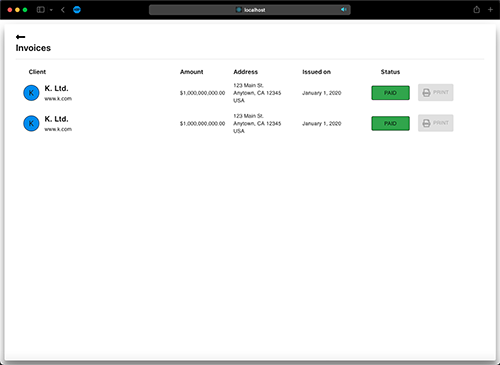 localhost
Invoices
Client Amount Address Issued on Status
K K. Ltd. www.k.com $1,000,000,000.00 123 Main St. Anytown, CA 12345 USA January 1, 2020 PAID PRINT
K K. Ltd. www.k.com $1,000,000,000.00 123 Main St. Anytown, CA 12345 USA January 1, 2020 PAID PRINT